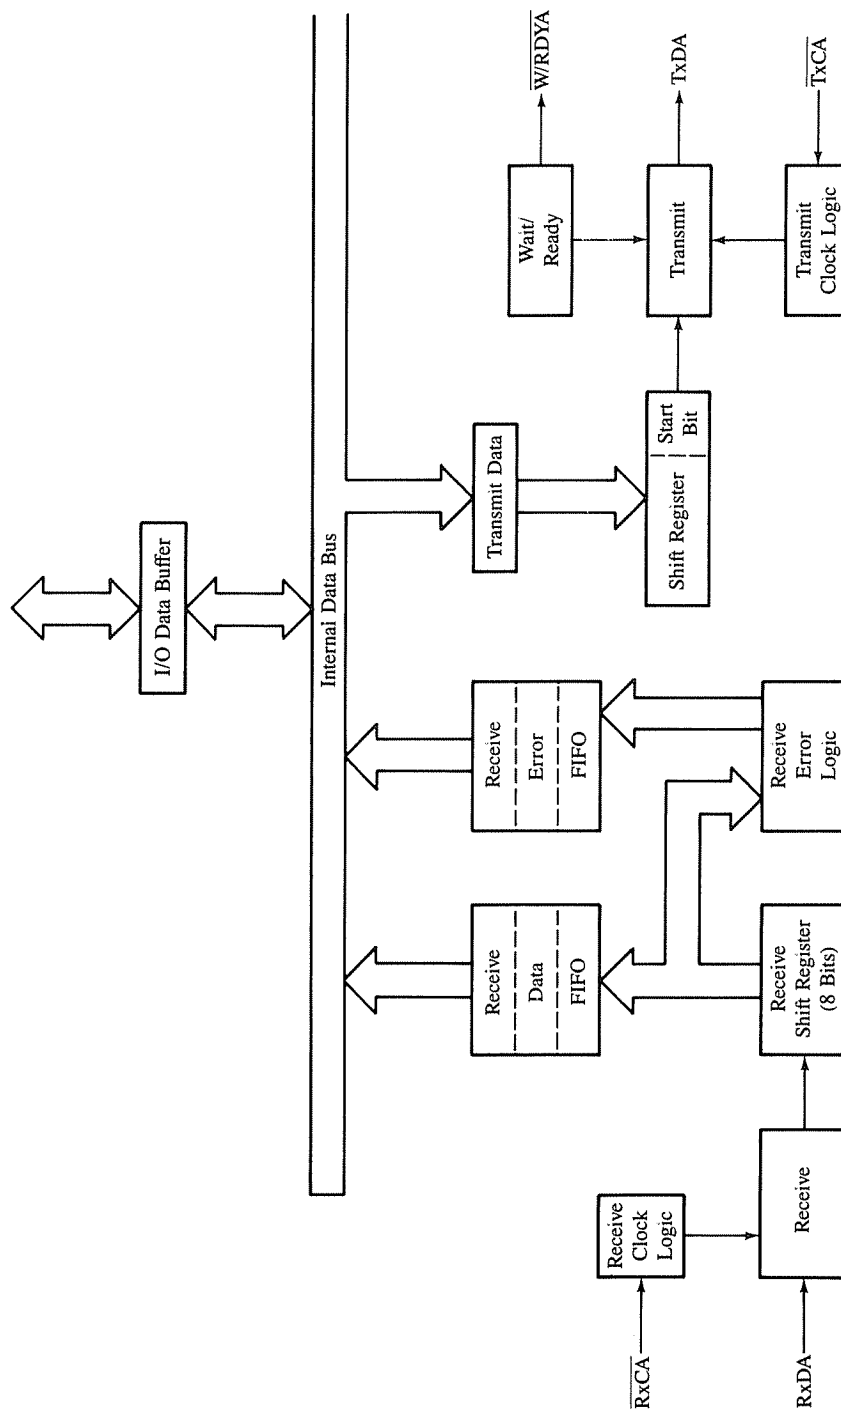 I/O Data Buffer
Internal Data Bus
Receive
Data
FIFO
Receive
Error
FIFO
Transmit Data
Wait/
Ready
W/RDYA
Receive
Clock
Logic
RxCA
Shift Register
Start
Bit
Transmit
TxDA
RxDA
Receive
Receive
Shift Register
(8 Bits)
Receive
Error
Logic
Transmit
Clock Logic
TxCA